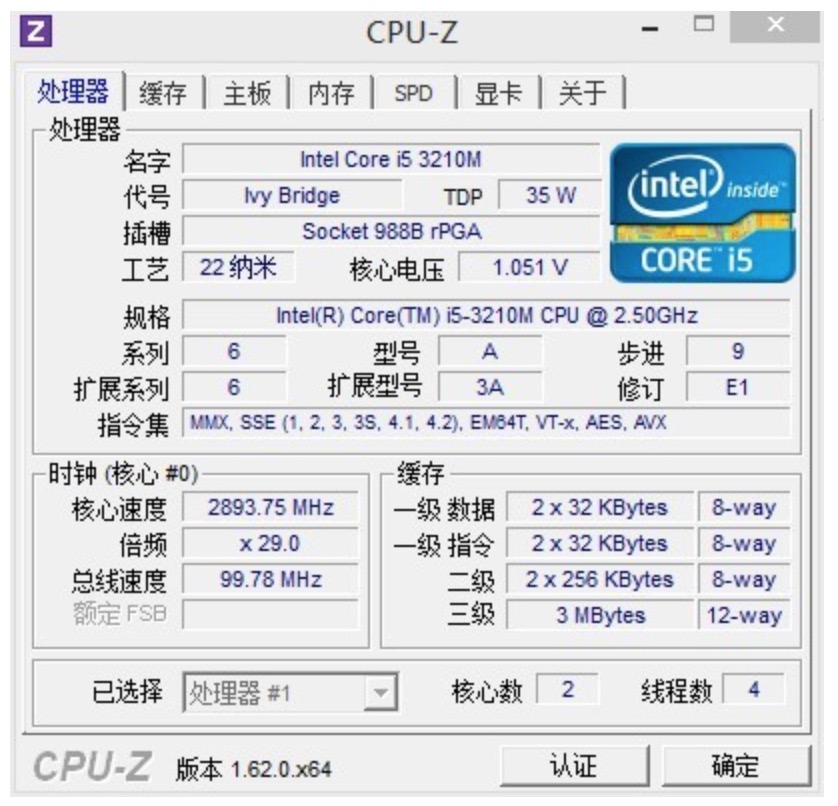 Z CPU-Z
处理器 缓存 主板 内存 SPD 显卡 关于
处理器
名字 Intel Core i5 3210M
代号 Ivy Bridge TDP 35 W
插槽 Socket 988B rPGA
工艺 22 纳米 核心电压 1.051 V
intel inside™
CORE™ i5
规格 Intel(R) Core(TM) i5-3210M CPU @ 2.50GHz
系列 6 型号 A 步进 9
扩展系列 6 扩展型号 3A 修订 E1
指令集 MMX, SSE (1, 2, 3, 3S, 4.1, 4.2), EM64T, VT-x, AES, AVX
时钟 (核心 #0)
核心速度 2893.75 MHz
倍频 x 29.0
总线速度 99.78 MHz
额定 FSB
缓存
一级 数据 2 x 32 KBytes 8-way
一级 指令 2 x 32 KBytes 8-way
二级 2 x 256 KBytes 8-way
三级 3 MBytes 12-way
已选择 处理器 #1 核心数 2 线程数 4
CPU-Z 版本 1.62.0.x64 认证 确定